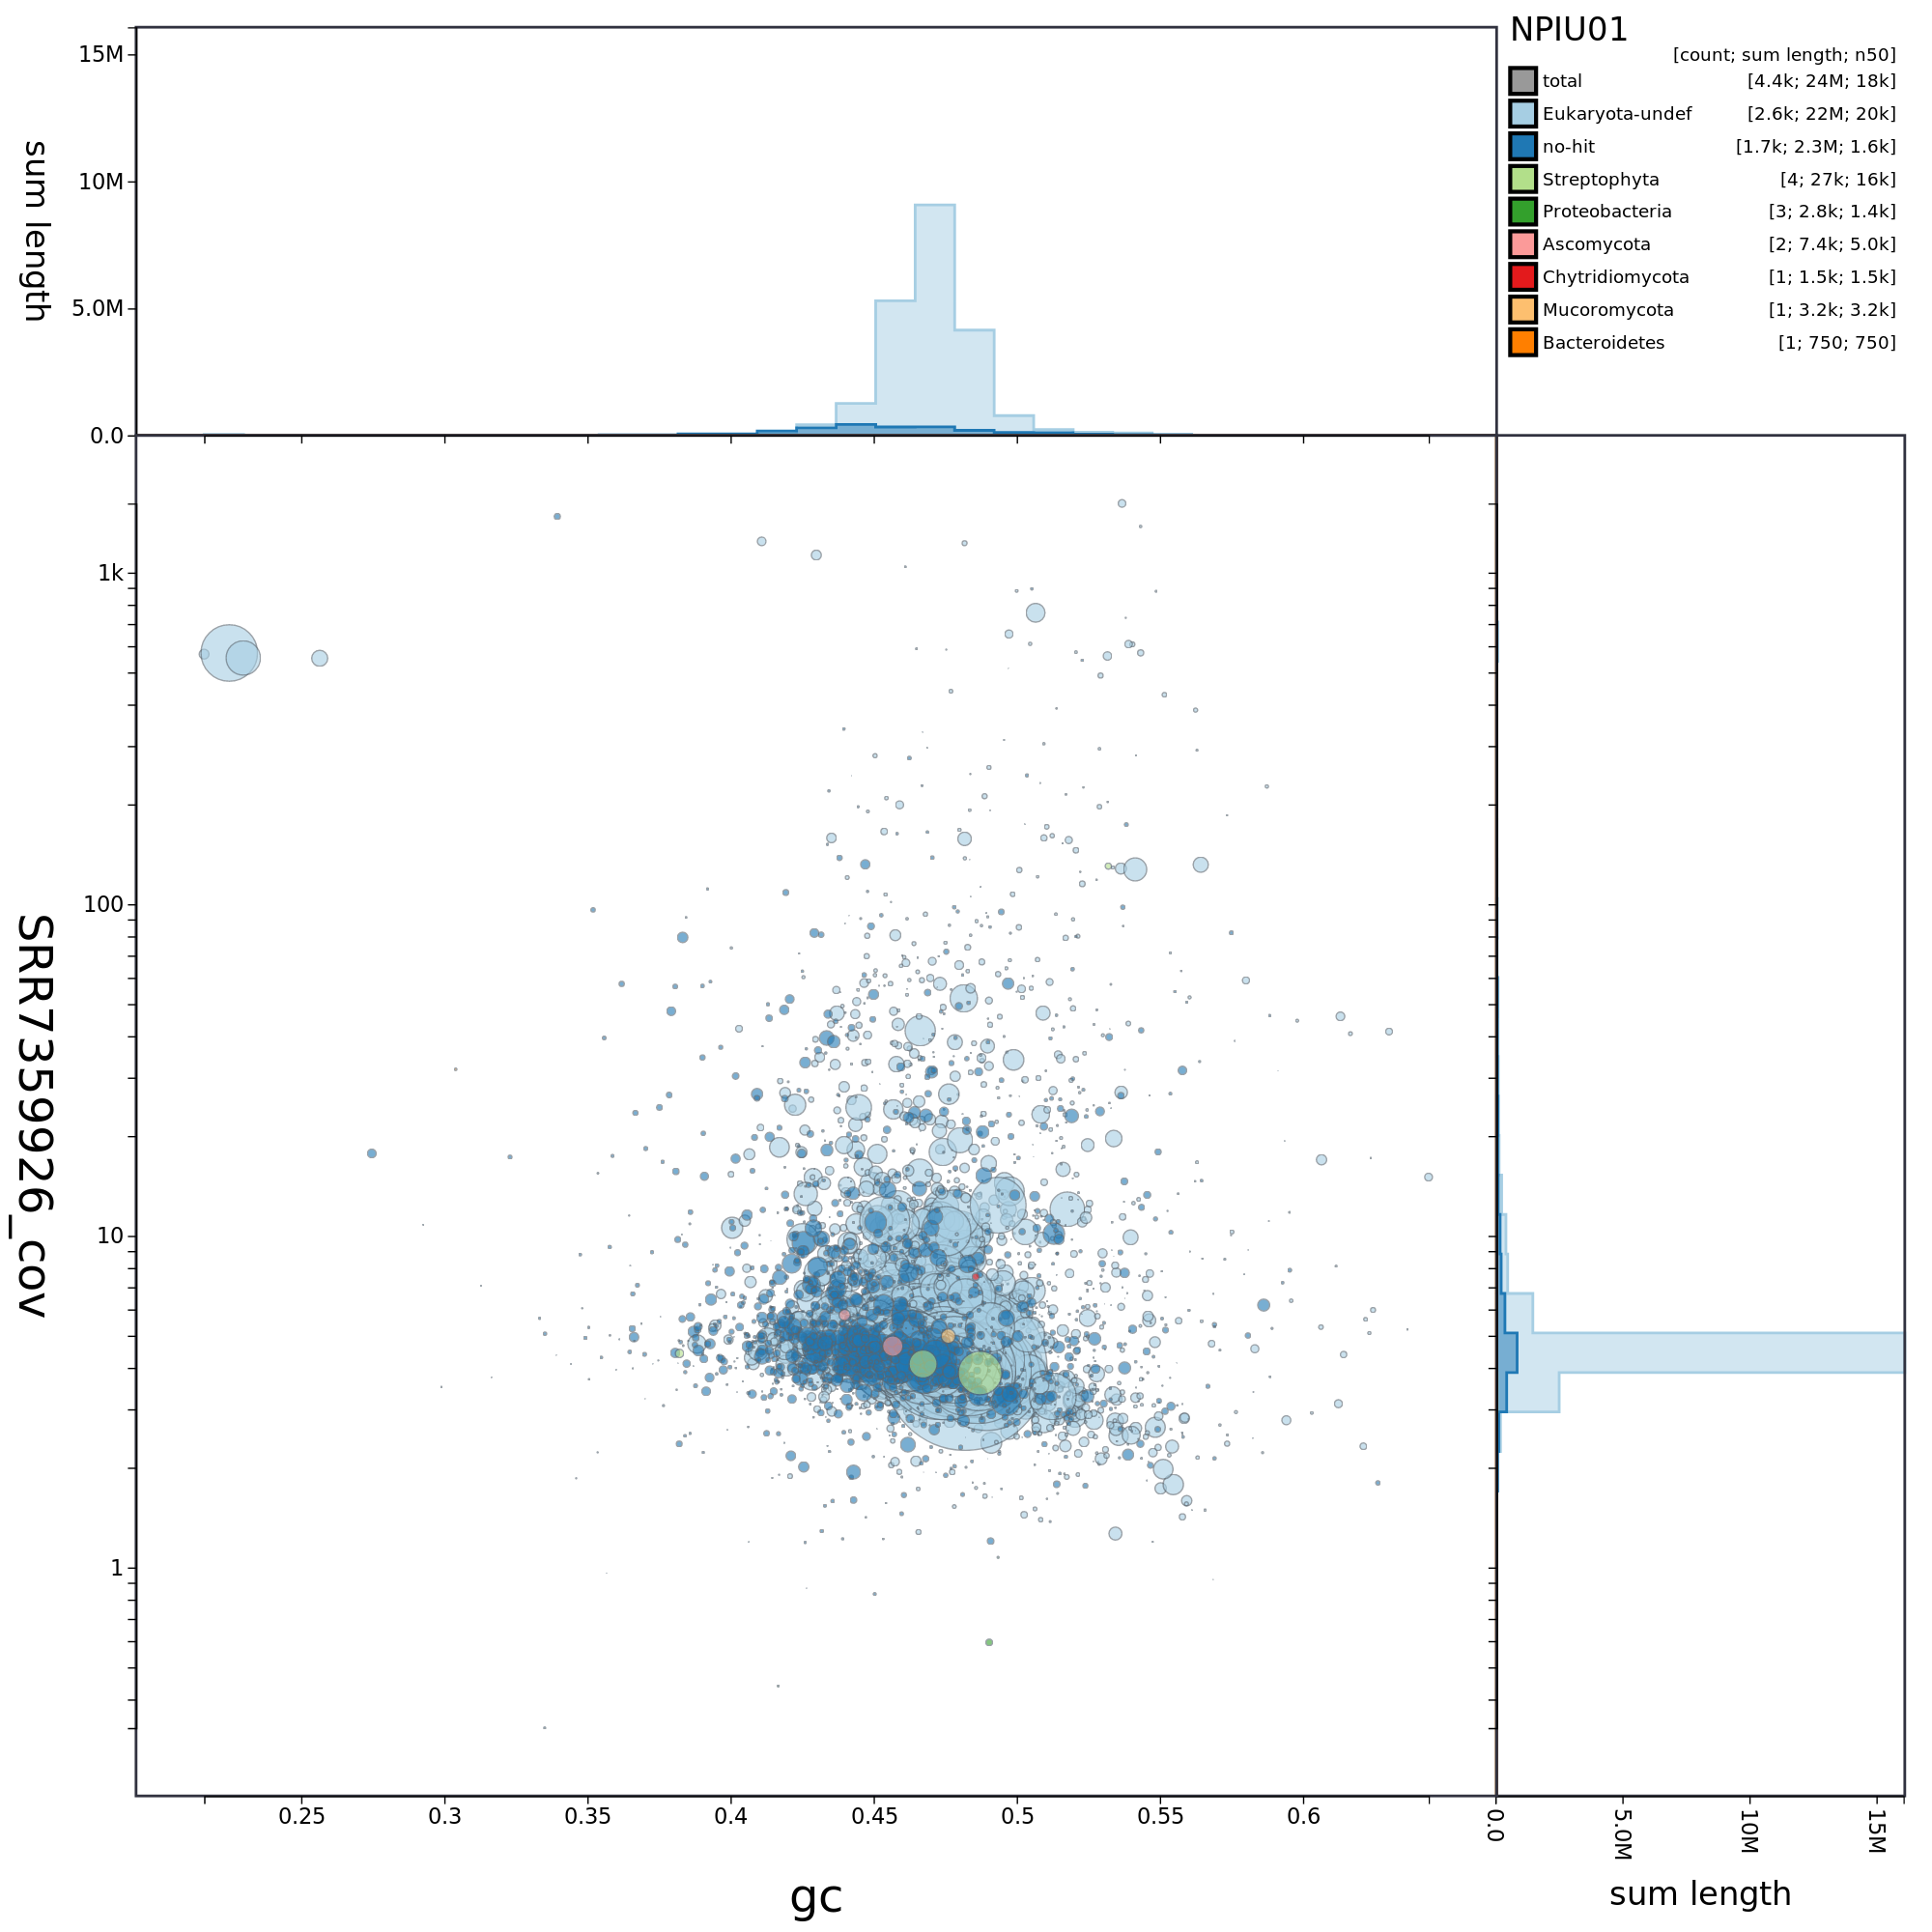 NPIU01
[count; sum length; n50]
total [4.4k; 24M; 18k]
Eukaryota-undef [2.6k; 22M; 20k]
no-hit [1.7k; 2.3M; 1.6k]
Streptophyta [4; 27k; 16k]
Proteobacteria [3; 2.8k; 1.4k]
Ascomycota [2; 7.4k; 5.0k]
Chytridiomycota [1; 1.5k; 1.5k]
Mucoromycota [1; 3.2k; 3.2k]
Bacteroidetes [1; 750; 750]
sum length
15M
10M
5.0M
0.0
SRR7359926_cov
1k
100
10
1
0.25 0.3 0.35 0.4 0.45 0.5 0.55 0.6
gc
0.0 5.0M 10M 15M
sum length